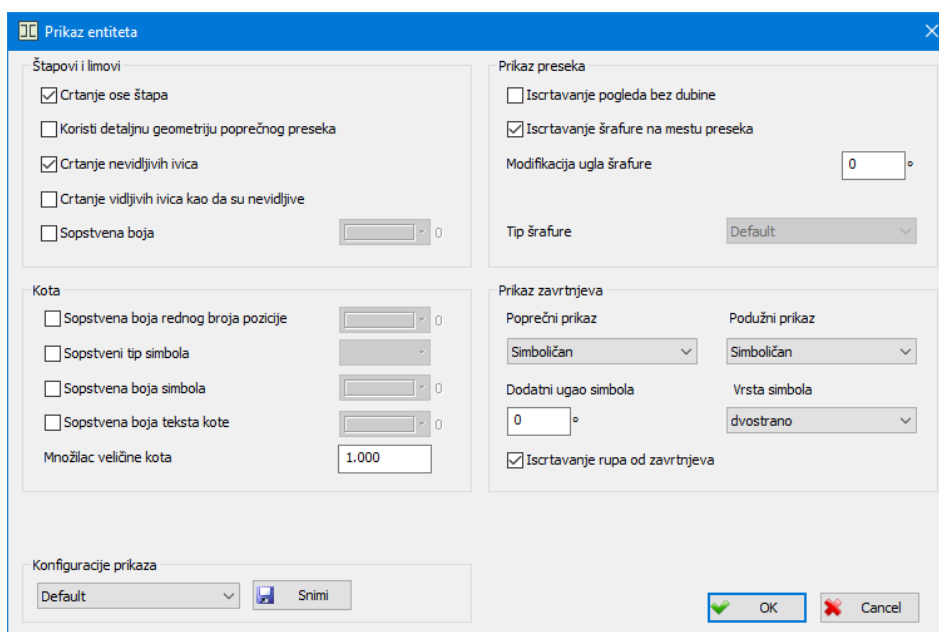 Prikaz entiteta
Štapovi i limovi
Crtanje ose štapa
Koristi detaljnu geometriju poprečnog preseka
Crtanje nevidljivih ivica
Crtanje vidljivih ivica kao da su nevidljive
Sopstvena boja 0
Prikaz preseka
Iscrtavanje pogleda bez dubine
Iscrtavanje šrafure na mestu preseka
Modifikacija ugla šrafure 0 °
Tip šrafure Default
Kota
Sopstvena boja rednog broja pozicije 0
Sopstveni tip simbola
Sopstvena boja simbola 0
Sopstvena boja teksta kote 0
Množilac veličine kota 1.000
Prikaz zavrtnjeva
Poprečni prikaz Podužni prikaz
Simboličan Simboličan
Dodatni ugao simbola Vrsta simbola
0 ° dvostrano
Iscrtavanje rupa od zavrtnjeva
Konfiguracije prikaza
Default Snimi
OK Cancel